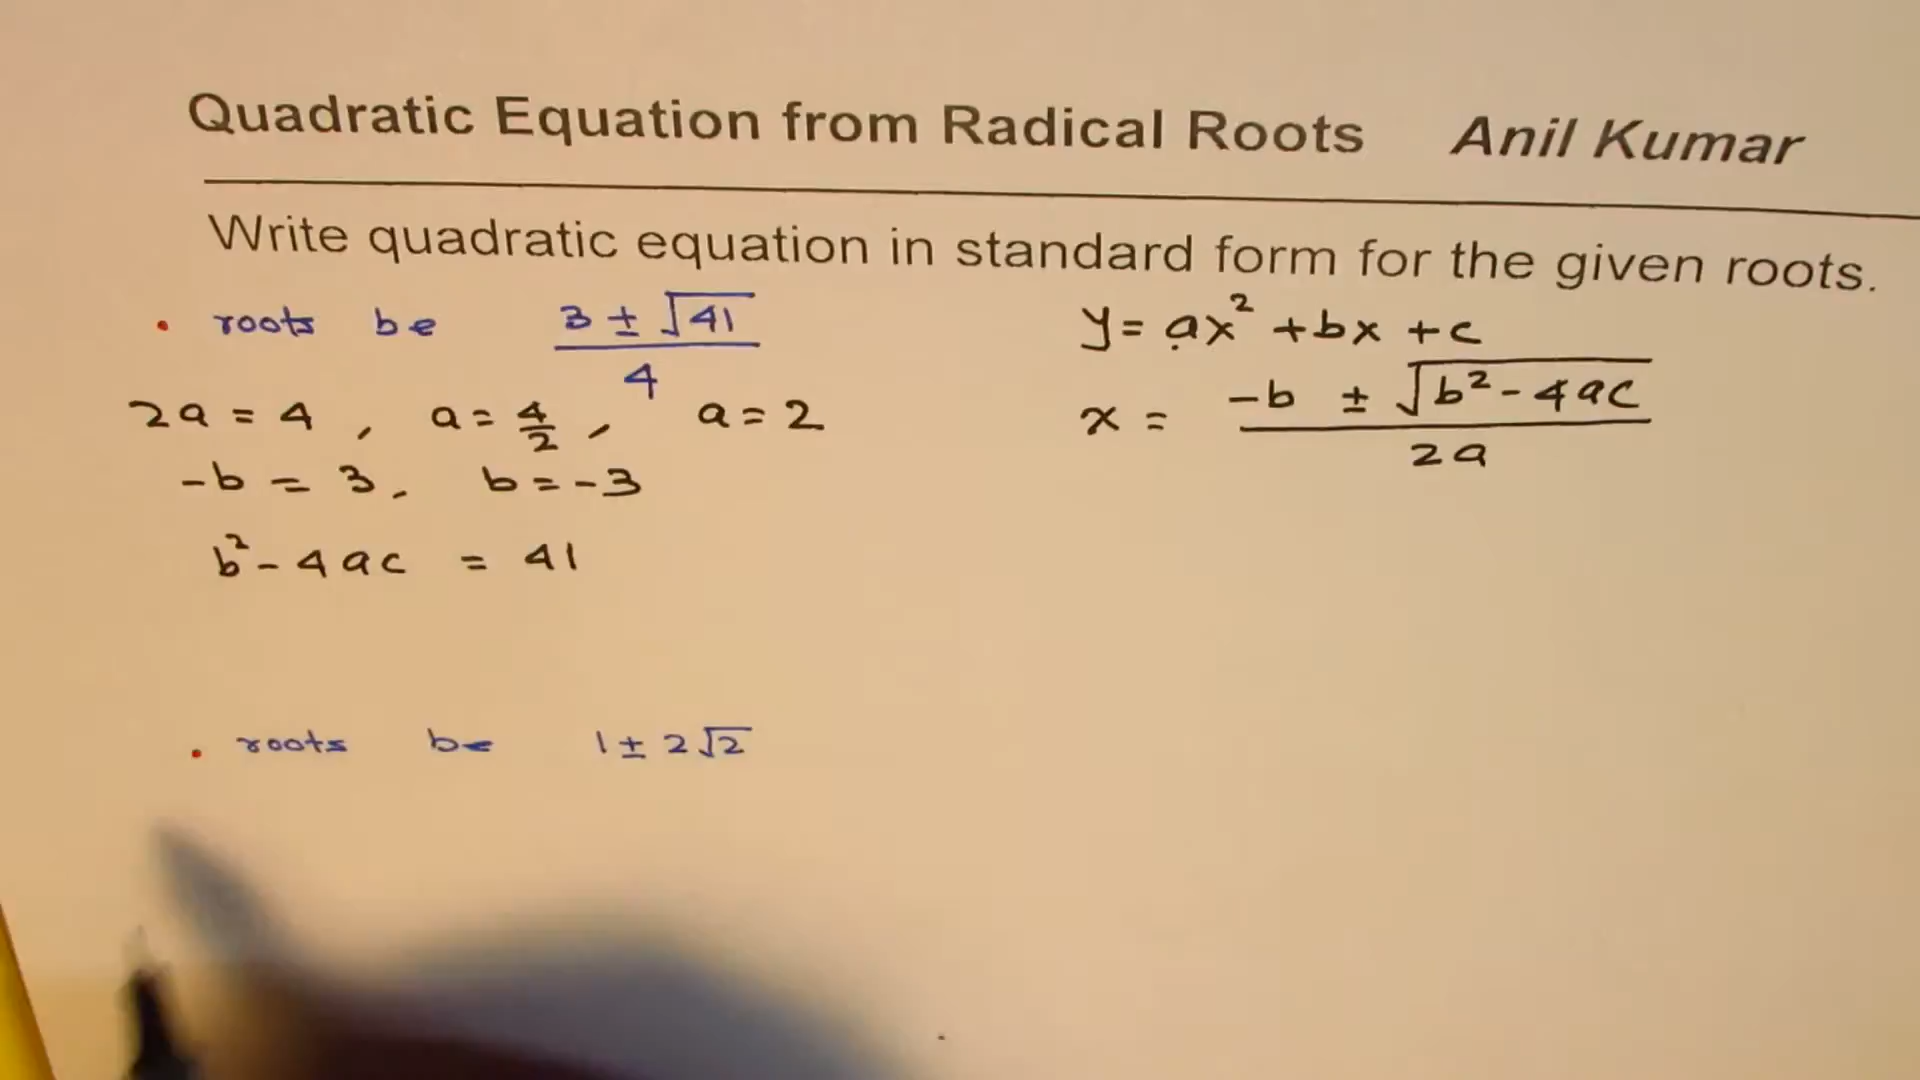 Quadratic Equation from Radical Roots Anil Kumar
Write quadratic equation in standard form for the given roots.
• roots be (3 ± √41)/4
y = ax² + bx + c
x = (-b ± √(b² - 4ac))/(2a)
2a = 4 , a = 4/2 , a = 2
-b = 3 . b = -3
b² - 4ac = 41
• roots be 1 ± 2√2